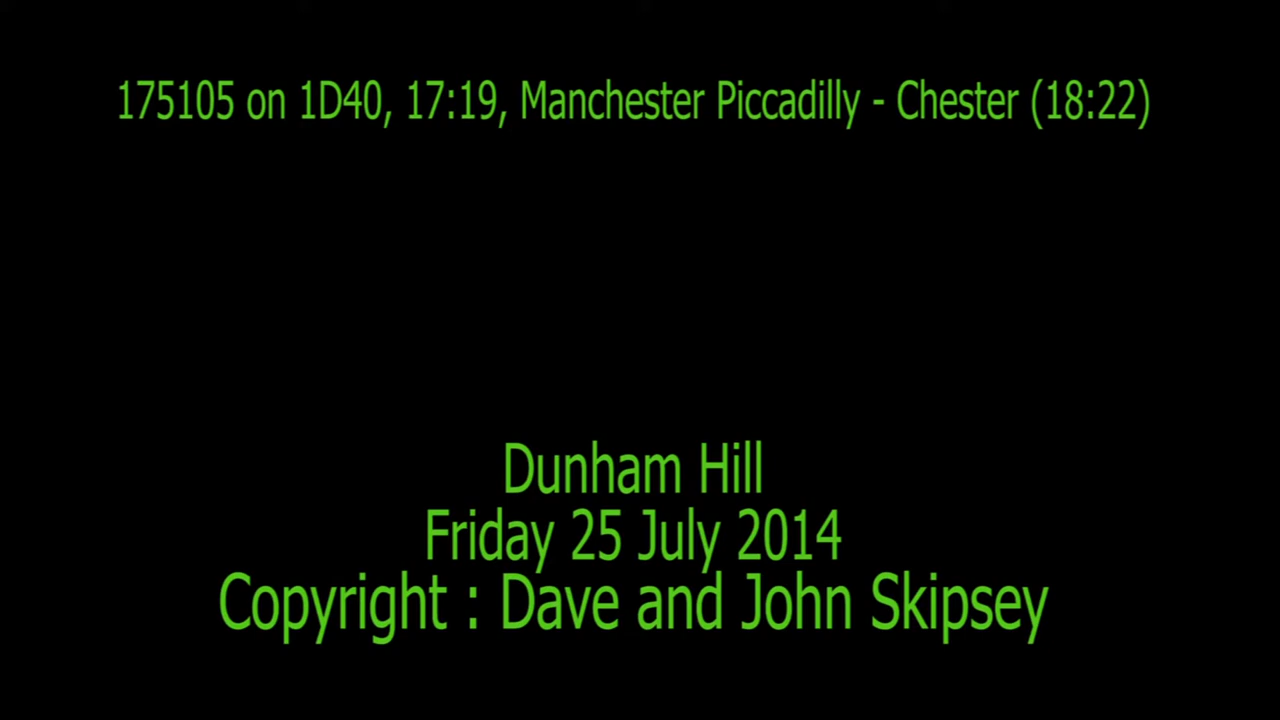 175105 on 1D40, 17:19, Manchester Piccadilly - Chester (18:22)
Dunham Hill
Friday 25 July 2014
Copyright : Dave and John Skipsey